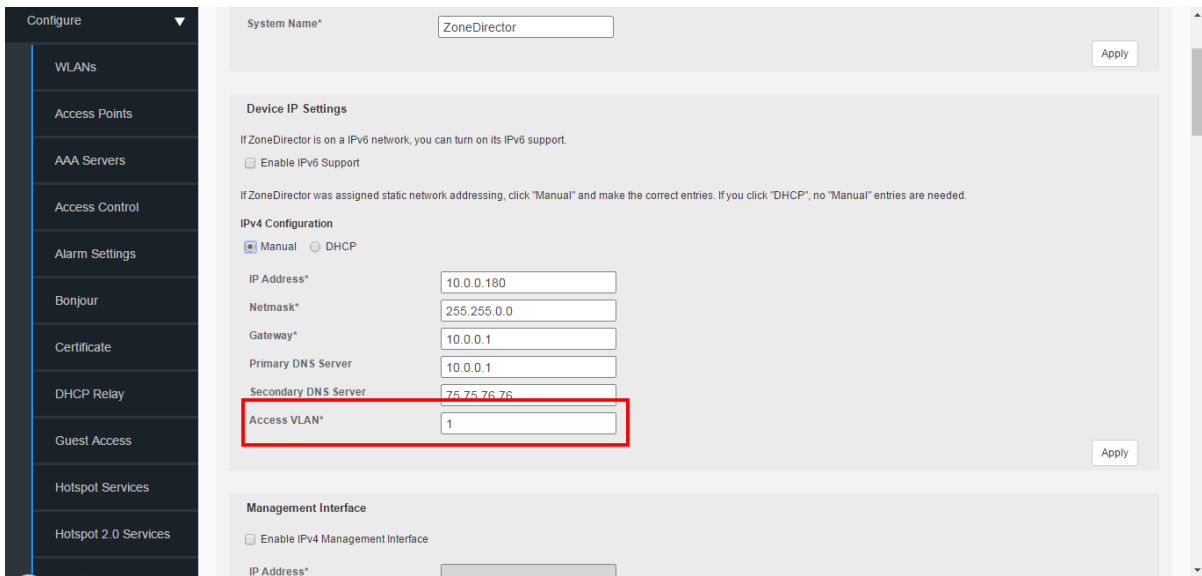 Configure
WLANs
Access Points
AAA Servers
Access Control
Alarm Settings
Bonjour
Certificate
DHCP Relay
Guest Access
Hotspot Services
Hotspot 2.0 Services
System Name* ZoneDirector
Apply
Device IP Settings
If ZoneDirector is on a IPv6 network, you can turn on its IPv6 support.
Enable IPv6 Support
If ZoneDirector was assigned static network addressing, click "Manual" and make the correct entries. If you click "DHCP", no "Manual" entries are needed.
IPv4 Configuration
Manual DHCP
IP Address* 10.0.0.180
Netmask* 255.255.0.0
Gateway* 10.0.0.1
Primary DNS Server 10.0.0.1
Secondary DNS Server 75.75.76.76
Access VLAN* 1
Apply
Management Interface
Enable IPv4 Management Interface
IP Address*